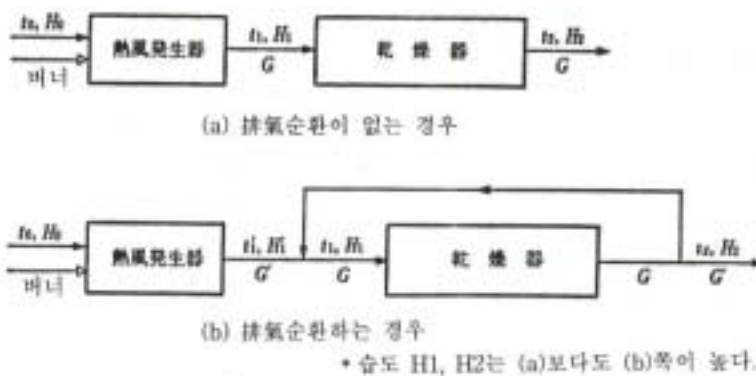 t₀, H₀
버너
熱風発生器
t₁, H₁
G
乾 燥 器
t₂, H₂
G
(a) 排氣순환이 없는 경우
t₀, H₀
버너
熱風発生器
t₁', H₁'
G'
t₁, H₁
G
乾 燥 器
G
t₂, H₂
G'
(b) 排氣순환하는 경우
* 습도 H1, H2는 (a)보다도 (b)쪽이 높다.